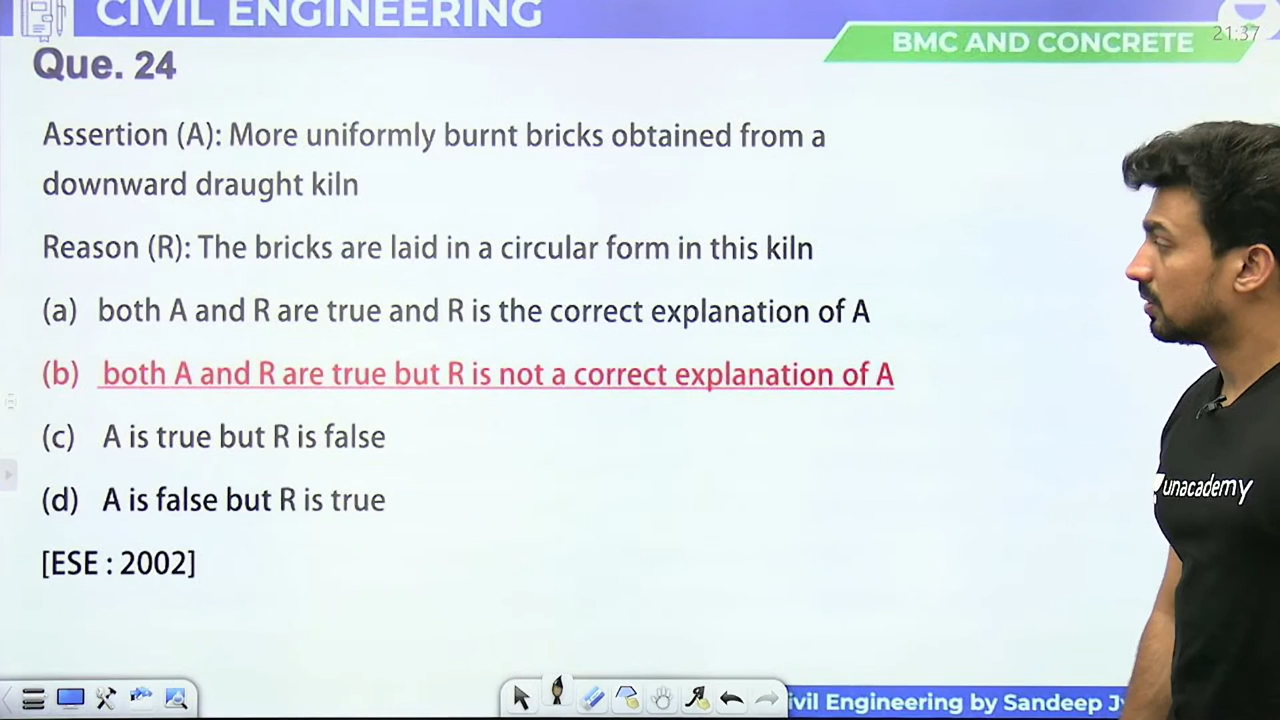 CIVIL ENGINEERING
BMC AND CONCRETE
21:37
Que. 24
Assertion (A): More uniformly burnt bricks obtained from a
downward draught kiln
Reason (R): The bricks are laid in a circular form in this kiln
(a) both A and R are true and R is the correct explanation of A
(b) both A and R are true but R is not a correct explanation of A
(c) A is true but R is false
(d) A is false but R is true
[ESE : 2002]
unacademy
ivil Engineering by Sandeep Jy